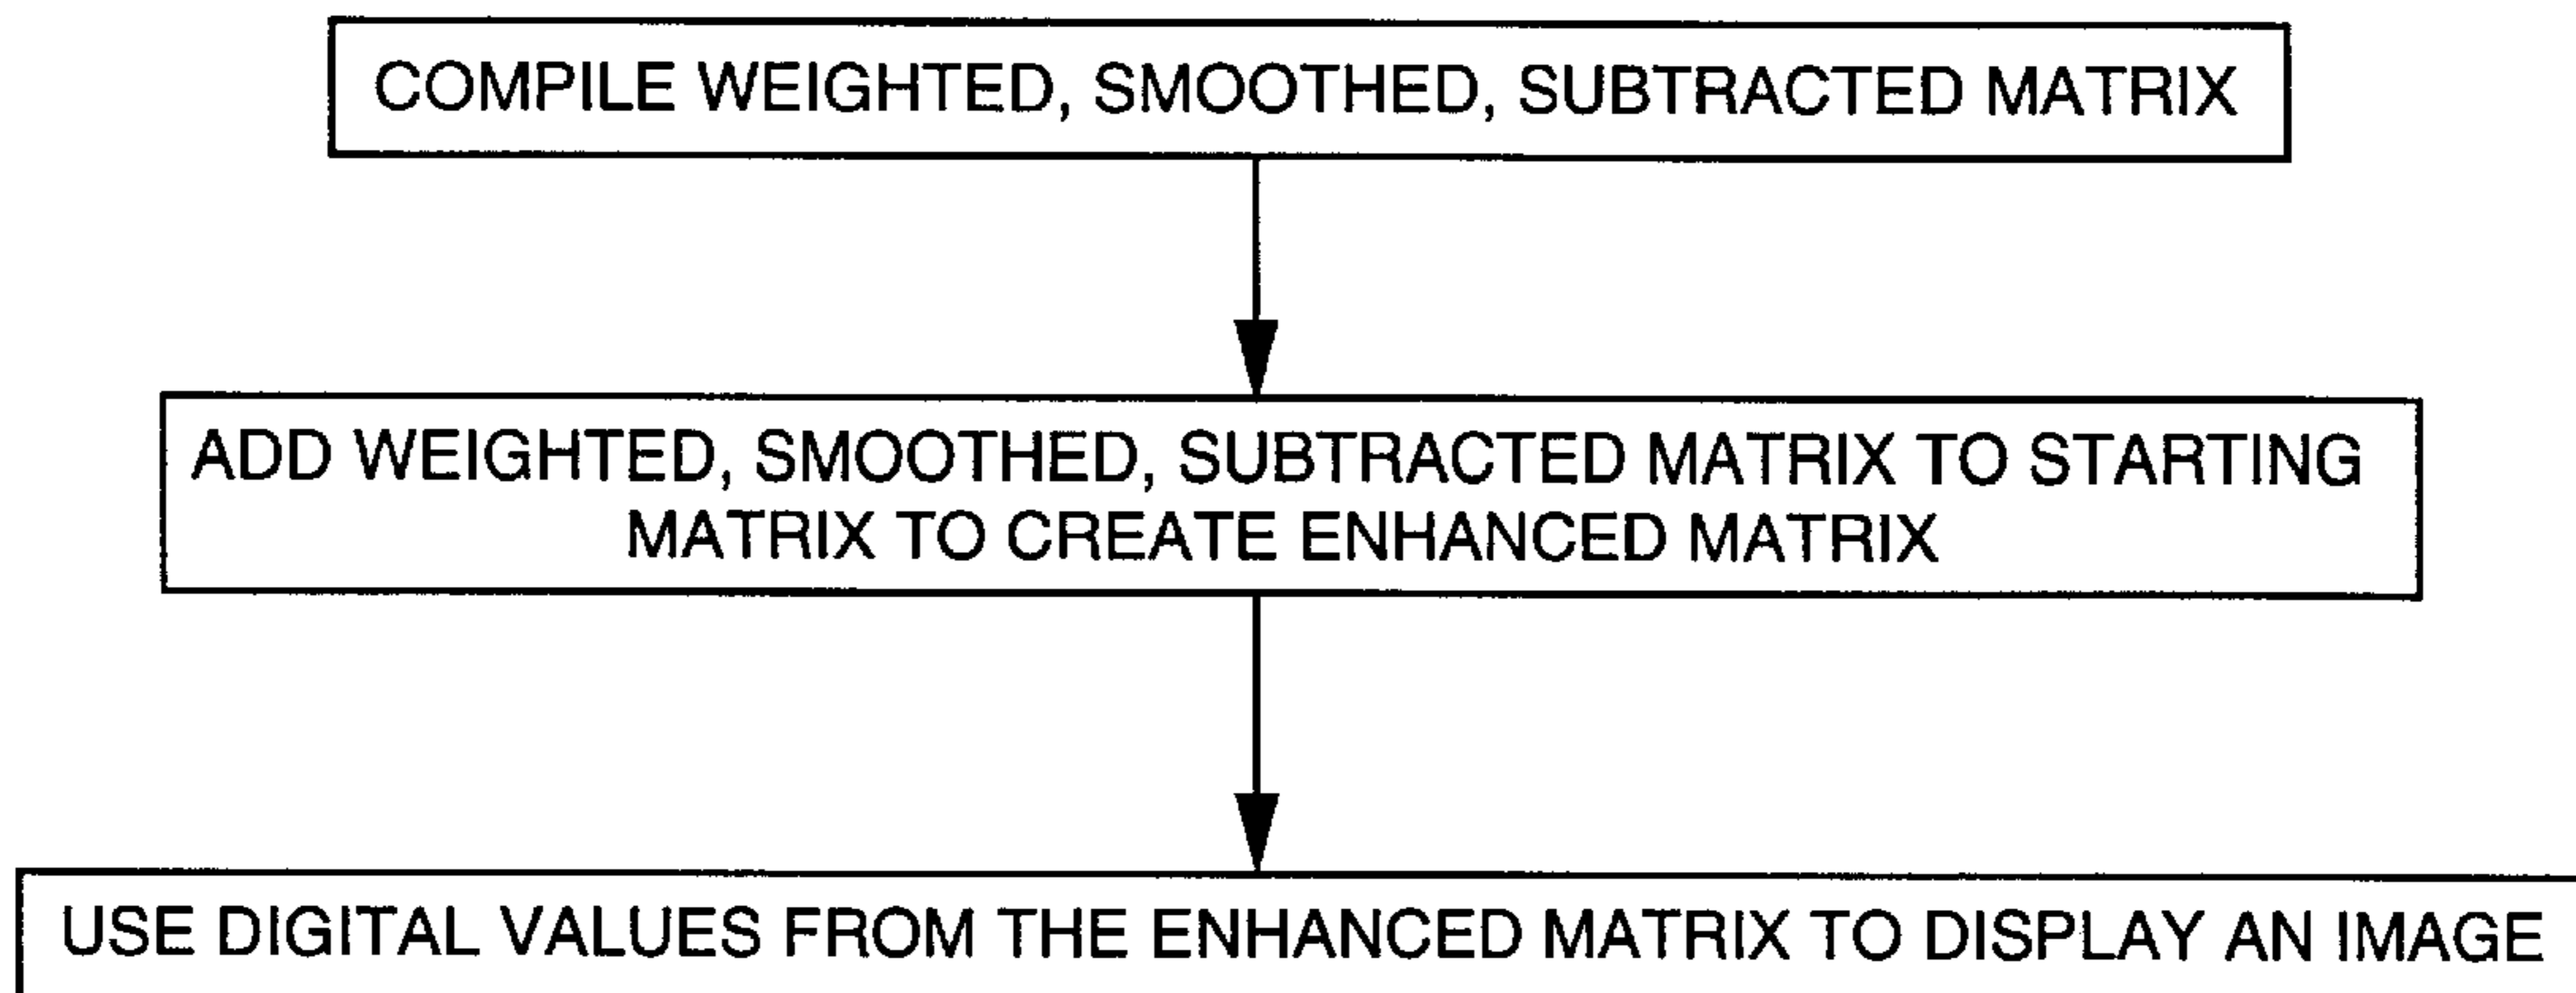 COMPILE WEIGHTED, SMOOTHED, SUBTRACTED MATRIX
ADD WEIGHTED, SMOOTHED, SUBTRACTED MATRIX TO STARTING
MATRIX TO CREATE ENHANCED MATRIX
USE DIGITAL VALUES FROM THE ENHANCED MATRIX TO DISPLAY AN IMAGE